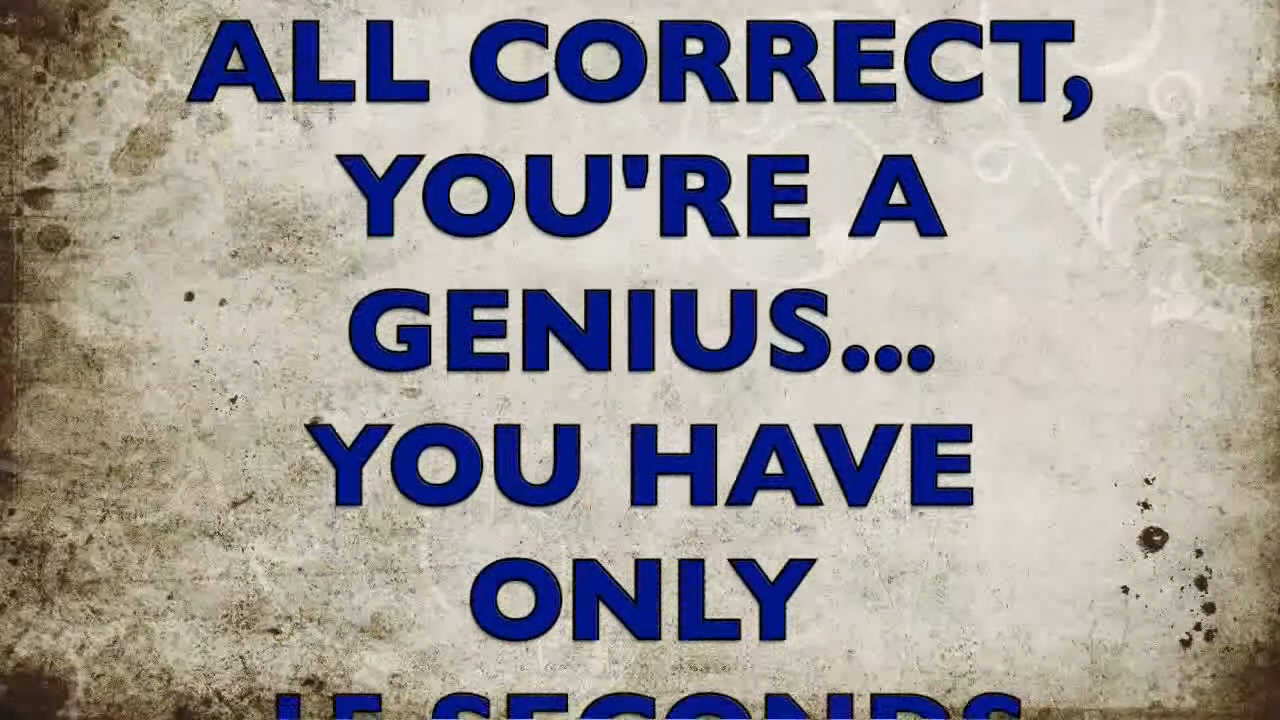 ALL CORRECT,
YOU'RE A
GENIUS...
YOU HAVE
ONLY
15 SECONDS